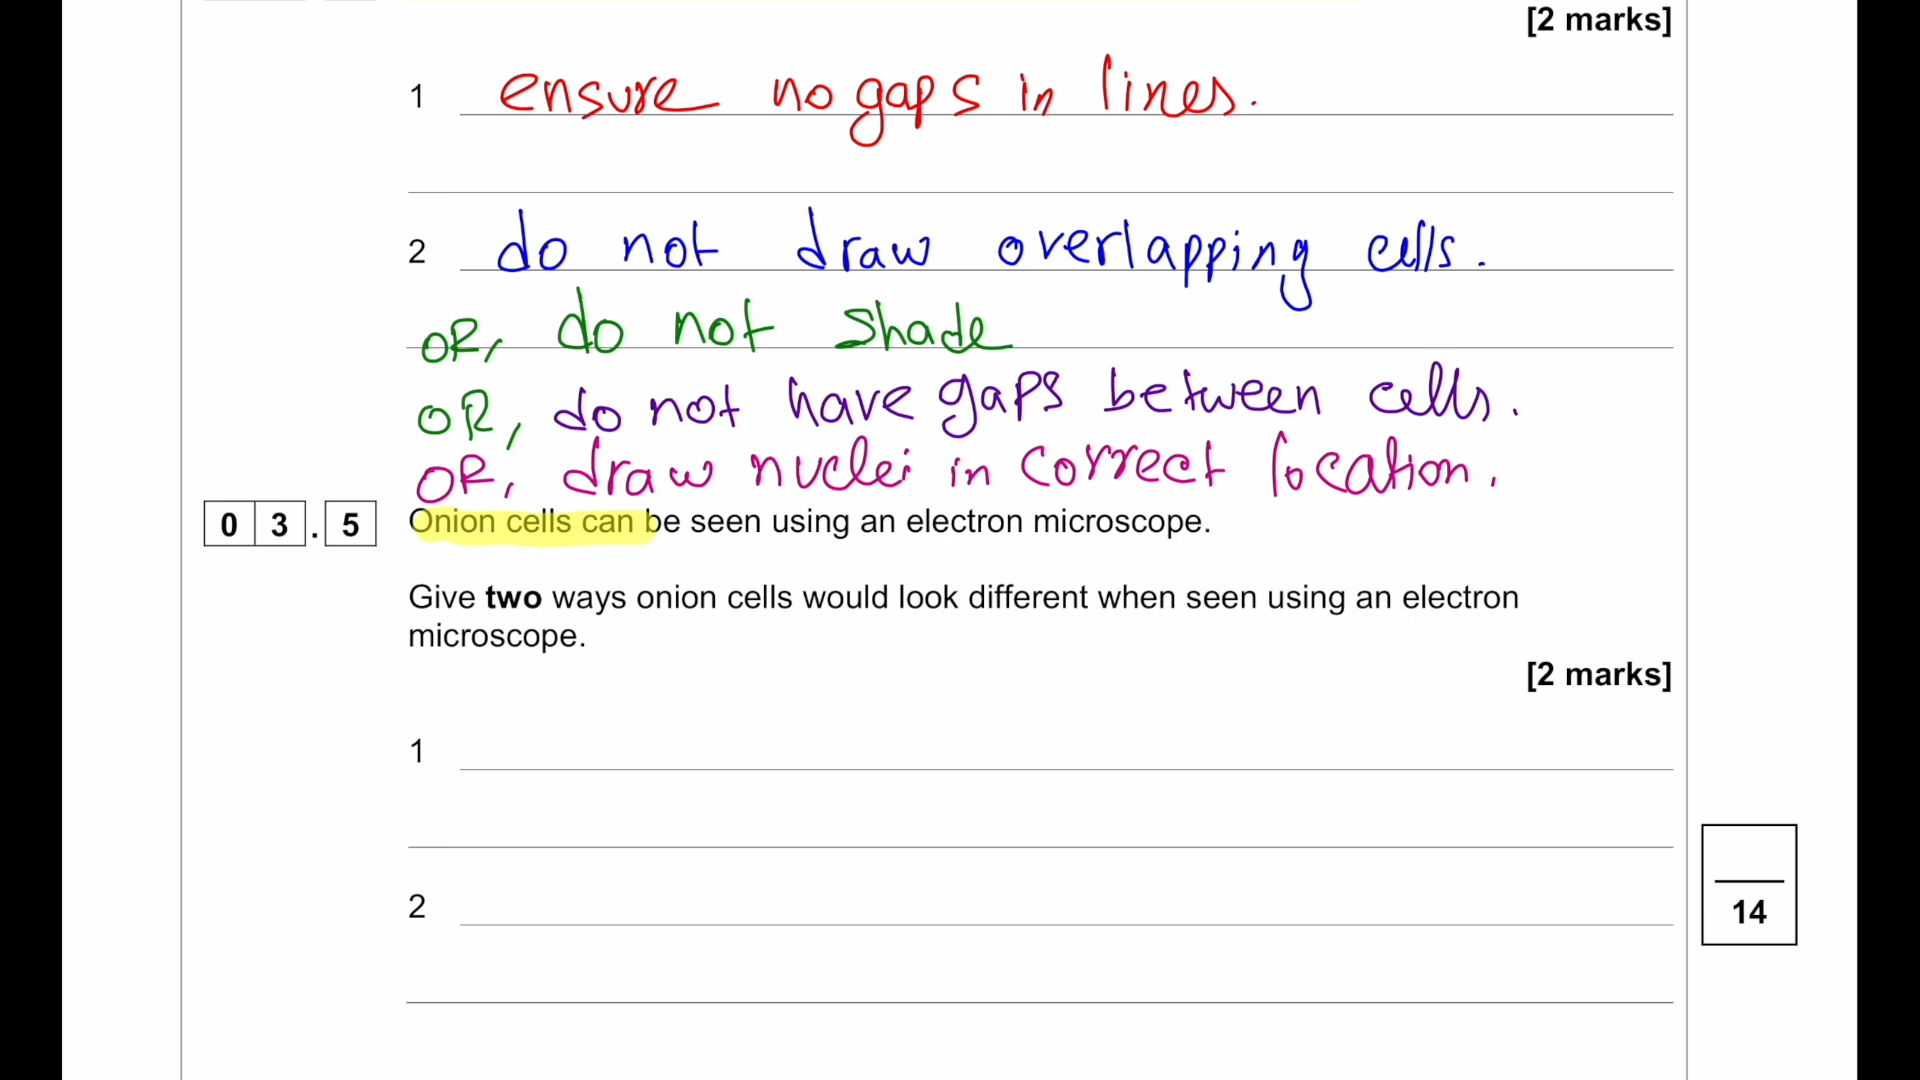 [2 marks]
1 ensure no gaps in lines.
2 do not draw overlapping cells.
OR, do not shade
OR, do not have gaps between cells.
OR, draw nuclei in correct location.
0 3 . 5 Onion cells can be seen using an electron microscope.
Give two ways onion cells would look different when seen using an electron
microscope.
[2 marks]
1
2
14